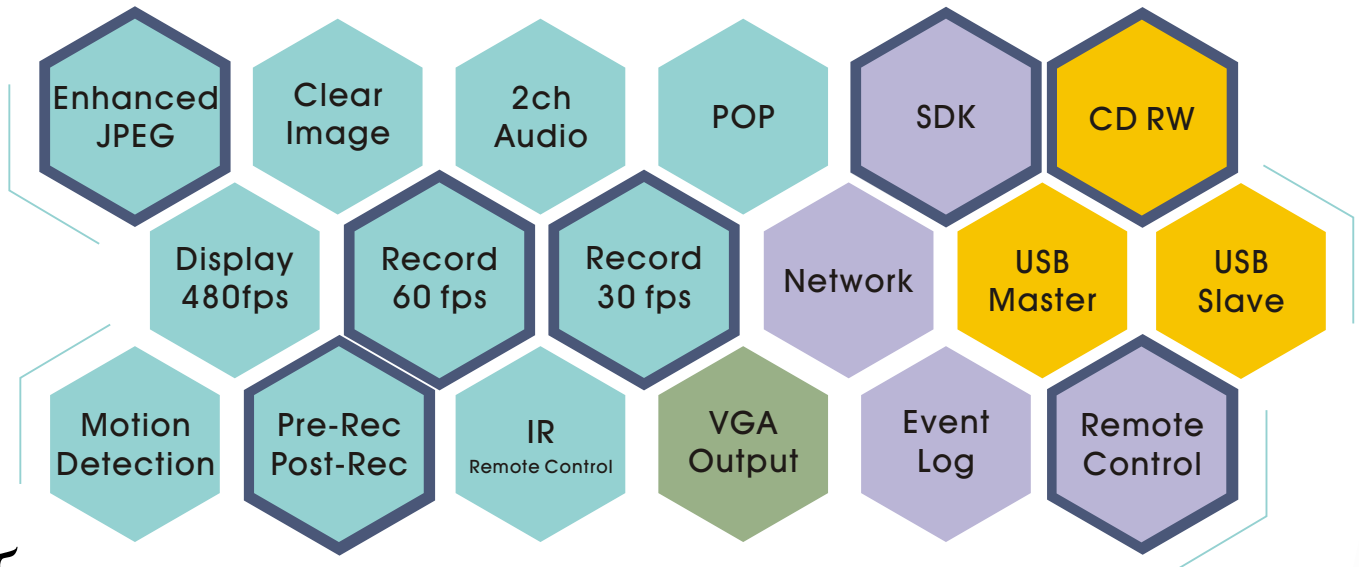 Enhanced
JPEG
Clear
Image
2ch
Audio
POP
SDK
CD RW
Display
480fps
Record
60 fps
Record
30 fps
Network
USB
Master
USB
Slave
Motion
Detection
Pre-Rec
Post-Rec
IR
Remote Control
VGA
Output
Event
Log
Remote
Control